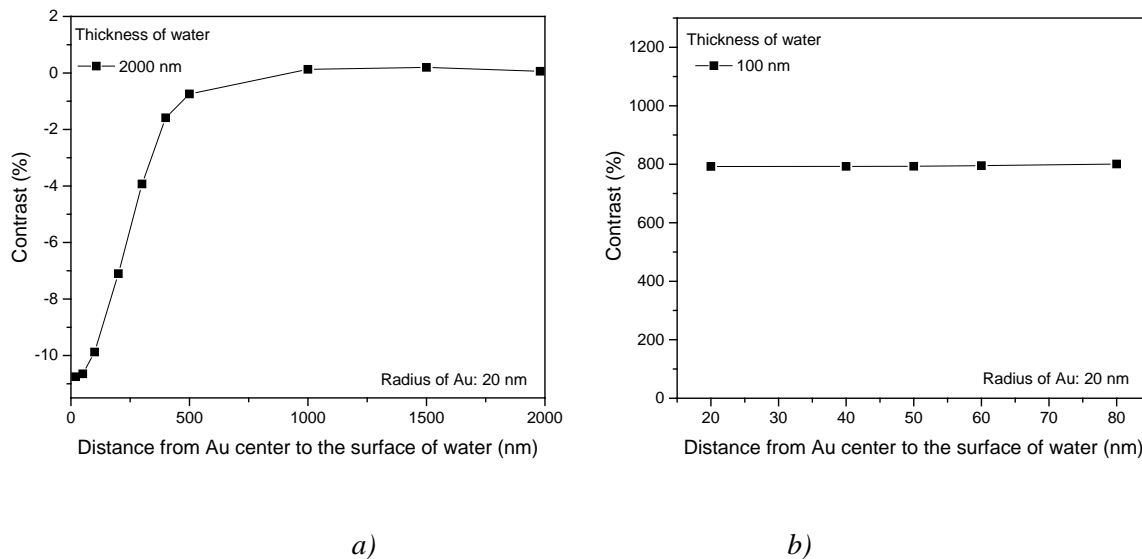 2
0
-2
-4
-6
-8
-10
Contrast (%)
Thickness of water
2000 nm
Radius of Au: 20 nm
0 500 1000 1500 2000
Distance from Au center to the surface of water (nm)
a)
1200
1000
800
600
400
200
0
Contrast (%)
Thickness of water
100 nm
Radius of Au: 20 nm
20 30 40 50 60 70 80
Distance from Au center to the surface of water (nm)
b)